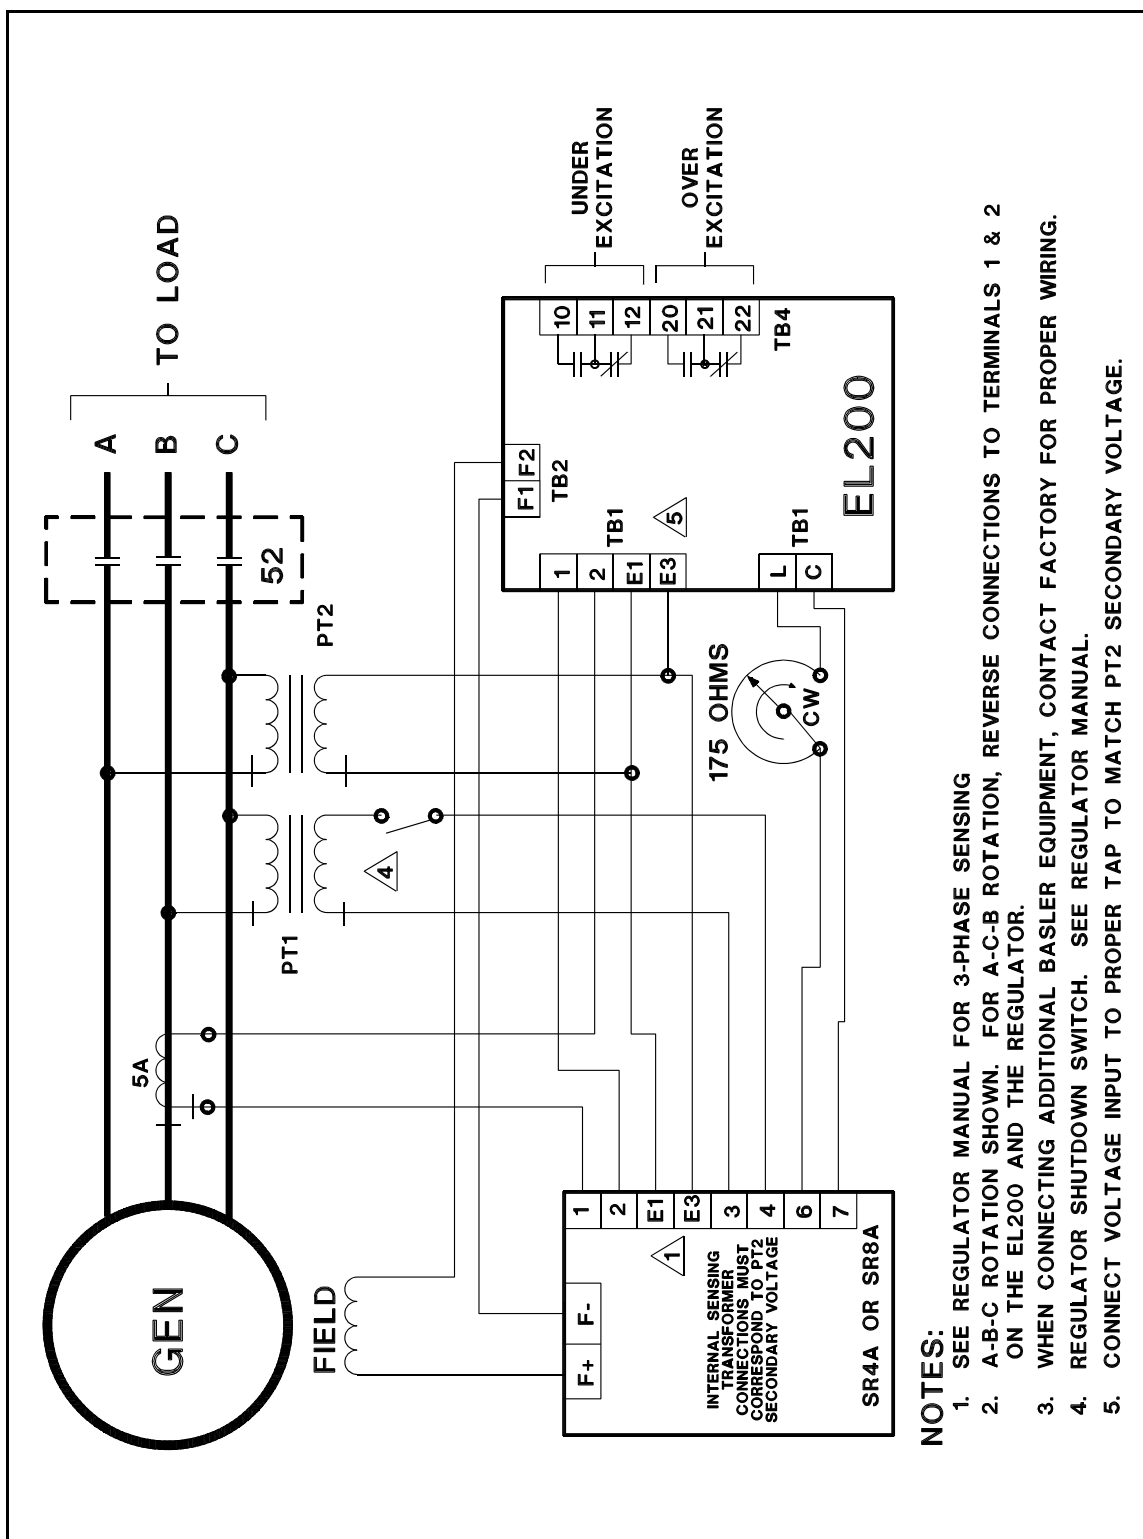 TO LOAD
A
B
C
52
UNDER
EXCITATION
OVER
EXCITATION
10
11
12
20
21
22
TB4
F1
F2
TB2
TB1
5
1
2
E1
E3
EL200
TB1
L
C
PT2
175 OHMS
CW
PT1
4
5A
GEN
FIELD
1
2
E1
E3
3
4
6
7
1
F+
F-
INTERNAL SENSING
TRANSFORMER
CONNECTIONS MUST
CORRESPOND TO PT2
SECONDARY VOLTAGE
SR4A OR SR8A
NOTES:
1. SEE REGULATOR MANUAL FOR 3-PHASE SENSING
2. A-B-C ROTATION SHOWN. FOR A-C-B ROTATION, REVERSE CONNECTIONS TO TERMINALS 1 & 2
ON THE EL200 AND THE REGULATOR.
3. WHEN CONNECTING ADDITIONAL BASLER EQUIPMENT, CONTACT FACTORY FOR PROPER WIRING.
4. REGULATOR SHUTDOWN SWITCH. SEE REGULATOR MANUAL.
5. CONNECT VOLTAGE INPUT TO PROPER TAP TO MATCH PT2 SECONDARY VOLTAGE.